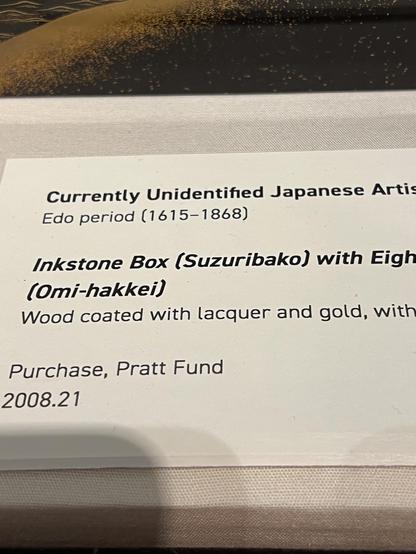 Currently Unidentified Japanese Artis
Edo period (1615–1868)
Inkstone Box (Suzuribako) with Eigh
(Omi-hakkei)
Wood coated with lacquer and gold, with
Purchase, Pratt Fund
2008.21